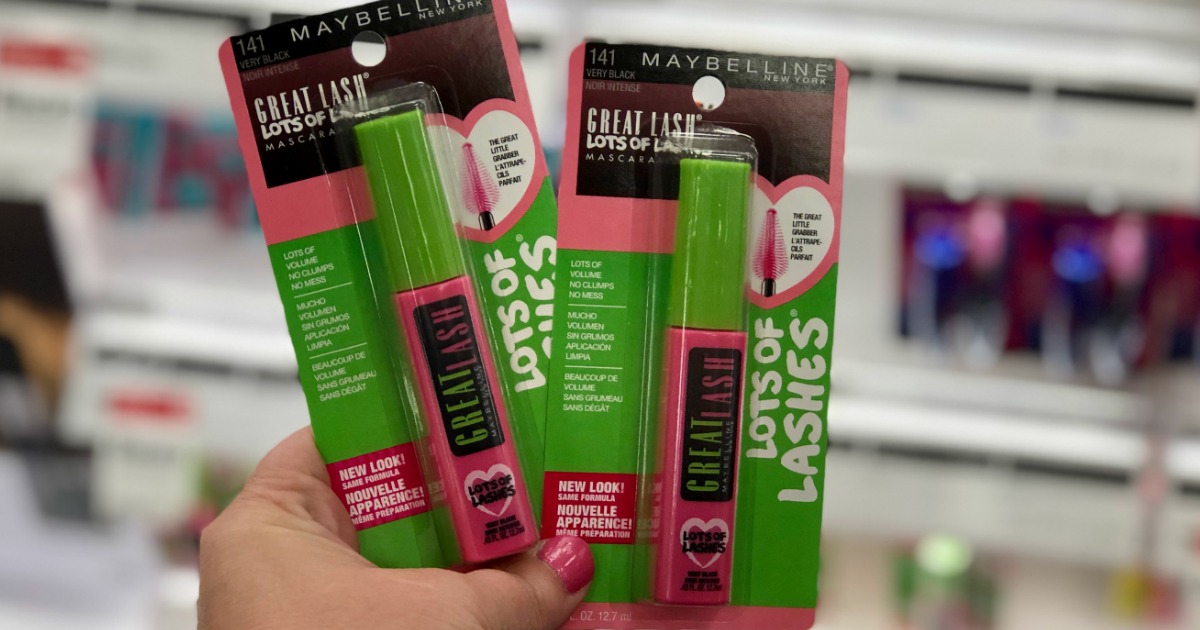 141
VERY BLACK
NOIR INTENSE
MAYBELLINE
NEW YORK
GREAT LASH®
LOTS OF
MASCARA
THE GREAT
LITTLE
GRABBER
L'ATTRAPE-
CILS
PARFAIT
LOTS OF
VOLUME
NO CLUMPS
NO MESS
MUCHO
VOLUMEN
SIN GRUMOS
APLICACIÓN
LIMPIA
BEAUCOUP DE
VOLUME
SANS GRUMEAU
SANS DÉGÂT
LOTS OF®
GREAT LASH
MAYBELLINE
LOTS OF
LASHES
NEW LOOK!
SAME FORMULA
NOUVELLE
APPARENCE!
MÊME PRÉPARATION
141
VERY BLACK
NOIR INTENSE
MAYBELLINE®
NEW YORK
GREAT LASH®
LOTS OF
MASCARA
THE GREAT
LITTLE
GRABBER
L'ATTRAPE-
CILS
PARFAIT
LOTS OF
VOLUME
NO CLUMPS
NO MESS
MUCHO
VOLUMEN
SIN GRUMOS
APLICACIÓN
LIMPIA
BEAUCOUP DE
VOLUME
SANS GRUMEAU
SANS DÉGÂT
LOTS OF®
LASHES
GREAT LASH
MAYBELLINE
LOTS OF
LASHES
NEW LOOK!
SAME FORMULA
NOUVELLE
APPARENCE!
MÊME PRÉPARATION
OZ. 12.7 ml